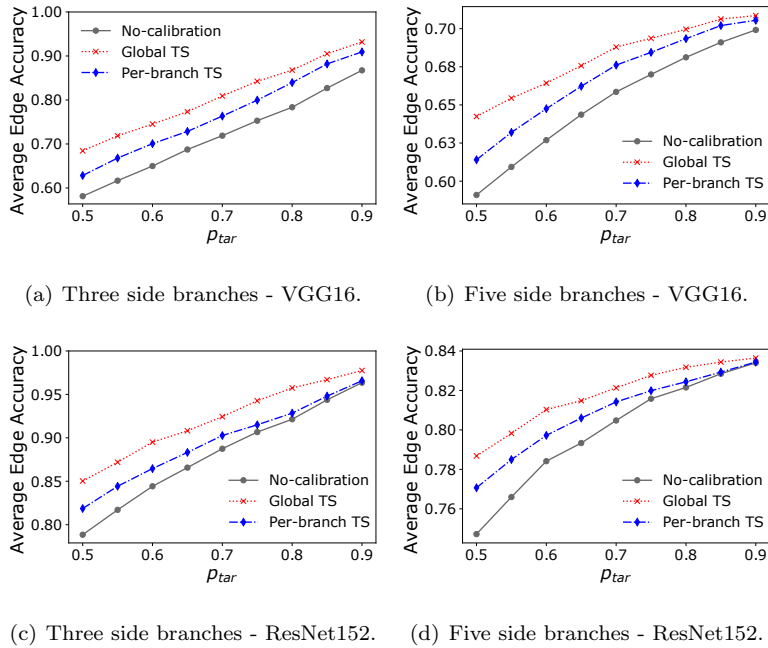 1.00
0.90
0.80
0.70
0.60
Average Edge Accuracy
No-calibration
Global TS
Per-branch TS
0.5 0.6 0.7 0.8 0.9
p_tar
(a) Three side branches - VGG16.
0.70
0.68
0.65
0.63
0.60
Average Edge Accuracy
No-calibration
Global TS
Per-branch TS
0.5 0.6 0.7 0.8 0.9
p_tar
(b) Five side branches - VGG16.
1.00
0.95
0.90
0.85
0.80
Average Edge Accuracy
No-calibration
Global TS
Per-branch TS
0.5 0.6 0.7 0.8 0.9
p_tar
(c) Three side branches - ResNet152.
0.84
0.82
0.80
0.78
0.76
Average Edge Accuracy
No-calibration
Global TS
Per-branch TS
0.5 0.6 0.7 0.8 0.9
p_tar
(d) Five side branches - ResNet152.